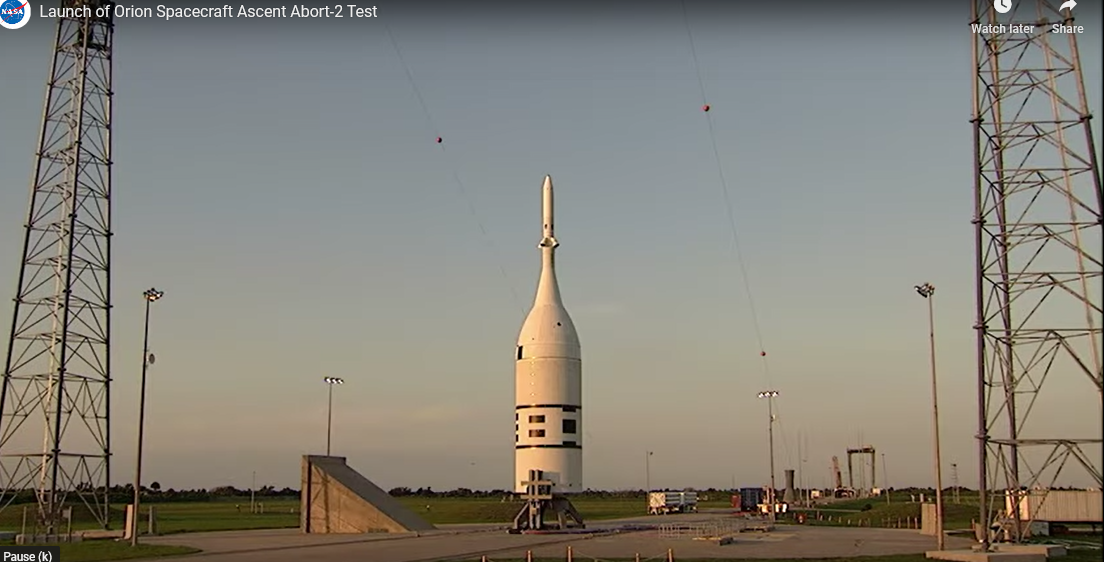 NASA
Launch of Orion Spacecraft Ascent Abort-2 Test
Watch later
Share
Pause (k)